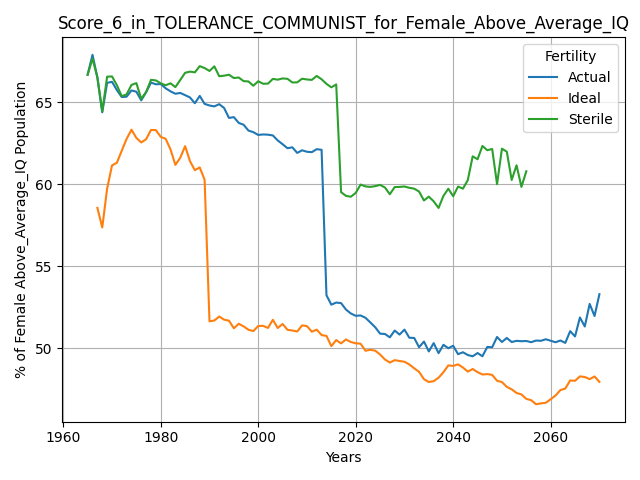 Score_6_in_TOLERANCE_COMMUNIST_for_Female_Above_Average_IQ
% of Female Above_Average_IQ Population
65
60
55
50
Fertility
Actual
Ideal
Sterile
1960 1980 2000 2020 2040 2060
Years